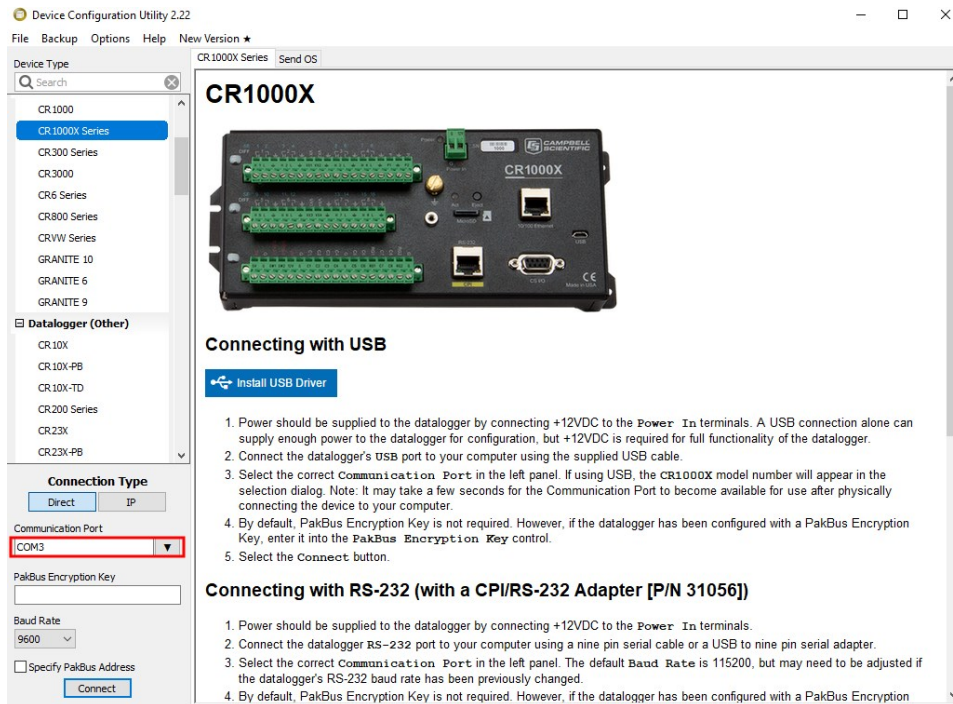 Device Configuration Utility 2.22
File Backup Options Help New Version ★
Device Type
Search
CR1000
CR1000X Series
CR300 Series
CR3000
CR6 Series
CR800 Series
CRVW Series
GRANITE 10
GRANITE 6
GRANITE 9
Datalogger (Other)
CR10X
CR10X-PB
CR10X-TD
CR200 Series
CR23X
CR23X-PB
Connection Type
Direct IP
Communication Port
COM3
PakBus Encryption Key
Baud Rate
9600
Specify PakBus Address
Connect
CR1000X Series Send OS
CR1000X
CAMPBELL SCIENTIFIC
CR1000X
10/100 Ethernet
USB
RS-232
CPI
CS I/O
CE
Made in USA
Connecting with USB
Install USB Driver
1. Power should be supplied to the datalogger by connecting +12VDC to the Power In terminals. A USB connection alone can
supply enough power to the datalogger for configuration, but +12VDC is required for full functionality of the datalogger.
2. Connect the datalogger's USB port to your computer using the supplied USB cable.
3. Select the correct Communication Port in the left panel. If using USB, the CR1000X model number will appear in the
selection dialog. Note: It may take a few seconds for the Communication Port to become available for use after physically
connecting the device to your computer.
4. By default, PakBus Encryption Key is not required. However, if the datalogger has been configured with a PakBus Encryption
Key, enter it into the PakBus Encryption Key control.
5. Select the Connect button.
Connecting with RS-232 (with a CPI/RS-232 Adapter [P/N 31056])
1. Power should be supplied to the datalogger by connecting +12VDC to the Power In terminals.
2. Connect the datalogger RS-232 port to your computer using a nine pin serial cable or a USB to nine pin serial adapter.
3. Select the correct Communication Port in the left panel. The default Baud Rate is 115200, but may need to be adjusted if
the datalogger's RS-232 baud rate has been previously changed.
4. By default, PakBus Encryption Key is not required. However, if the datalogger has been configured with a PakBus Encryption